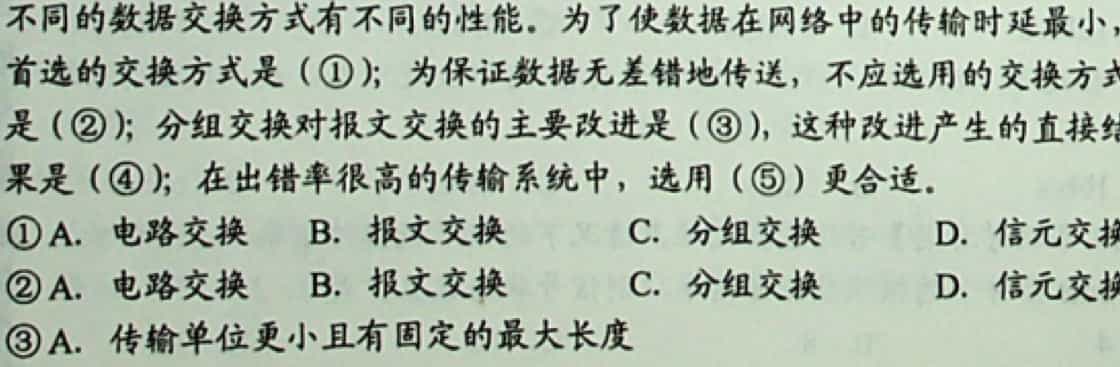 不同的数据交换方式有不同的性能。为了使数据在网络中的传输时延最小，
首选的交换方式是（①）；为保证数据无差错地传送，不应选用的交换方式
是（②）；分组交换对报文交换的主要改进是（③），这种改进产生的直接结
果是（④）；在出错率很高的传输系统中，选用（⑤）更合适。
①A. 电路交换 B. 报文交换 C. 分组交换 D. 信元交换
②A. 电路交换 B. 报文交换 C. 分组交换 D. 信元交换
③A. 传输单位更小且有固定的最大长度